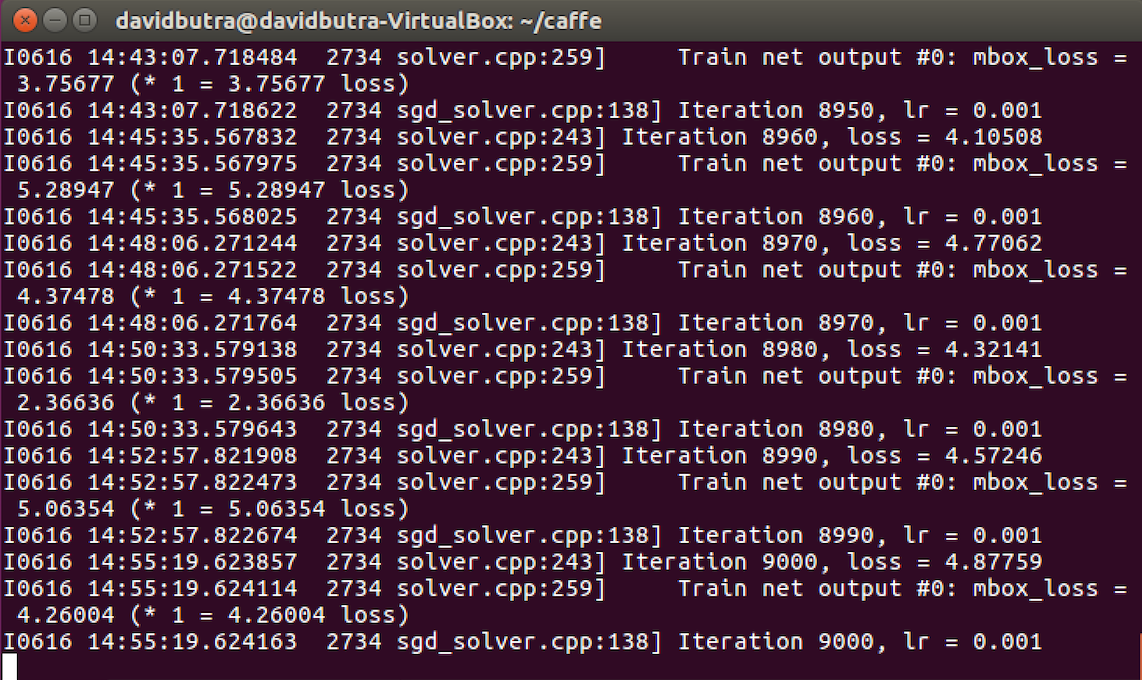 davidbutra@davidbutra-VirtualBox: ~/caffe
I0616 14:43:07.718484  2734 solver.cpp:259]     Train net output #0: mbox_loss =
 3.75677 (* 1 = 3.75677 loss)
I0616 14:43:07.718622  2734 sgd_solver.cpp:138] Iteration 8950, lr = 0.001
I0616 14:45:35.567832  2734 solver.cpp:243] Iteration 8960, loss = 4.10508
I0616 14:45:35.567975  2734 solver.cpp:259]     Train net output #0: mbox_loss =
 5.28947 (* 1 = 5.28947 loss)
I0616 14:45:35.568025  2734 sgd_solver.cpp:138] Iteration 8960, lr = 0.001
I0616 14:48:06.271244  2734 solver.cpp:243] Iteration 8970, loss = 4.77062
I0616 14:48:06.271522  2734 solver.cpp:259]     Train net output #0: mbox_loss =
 4.37478 (* 1 = 4.37478 loss)
I0616 14:48:06.271764  2734 sgd_solver.cpp:138] Iteration 8970, lr = 0.001
I0616 14:50:33.579138  2734 solver.cpp:243] Iteration 8980, loss = 4.32141
I0616 14:50:33.579505  2734 solver.cpp:259]     Train net output #0: mbox_loss =
 2.36636 (* 1 = 2.36636 loss)
I0616 14:50:33.579643  2734 sgd_solver.cpp:138] Iteration 8980, lr = 0.001
I0616 14:52:57.821908  2734 solver.cpp:243] Iteration 8990, loss = 4.57246
I0616 14:52:57.822473  2734 solver.cpp:259]     Train net output #0: mbox_loss =
 5.06354 (* 1 = 5.06354 loss)
I0616 14:52:57.822674  2734 sgd_solver.cpp:138] Iteration 8990, lr = 0.001
I0616 14:55:19.623857  2734 solver.cpp:243] Iteration 9000, loss = 4.87759
I0616 14:55:19.624114  2734 solver.cpp:259]     Train net output #0: mbox_loss =
 4.26004 (* 1 = 4.26004 loss)
I0616 14:55:19.624163  2734 sgd_solver.cpp:138] Iteration 9000, lr = 0.001